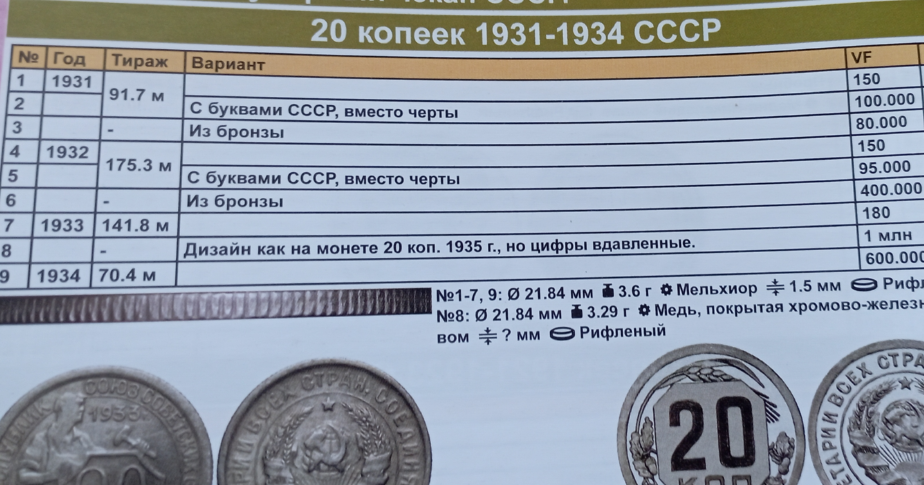 20 копеек 1931-1934 СССР
№ Год Тираж Вариант VF
1 1931 91.7 м 150
2 С буквами СССР, вместо черты 100.000
3 - Из бронзы 80.000
4 1932 175.3 м 150
5 С буквами СССР, вместо черты 95.000
6 - Из бронзы 400.000
7 1933 141.8 м 180
8 - Дизайн как на монете 20 коп. 1935 г., но цифры вдавленные. 1 млн
9 1934 70.4 м 600.000
№1-7, 9: Ø 21.84 мм 3.6 г Мельхиор 1.5 мм
№8: Ø 21.84 мм 3.29 г Медь, покрытая
вом ? мм Рифленый
1933
20